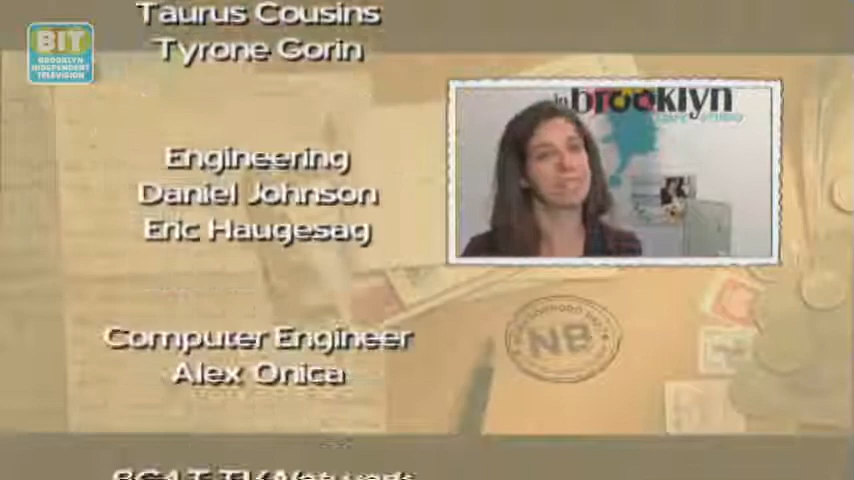 Taurus Cousins
Tyrone Gorin
BIT
BROOKLYN
INDEPENDENT
TELEVISION
in brooklyn
Engineering
Daniel Johnson
Eric Haugesag
NB
Computer Engineer
Alex Onica